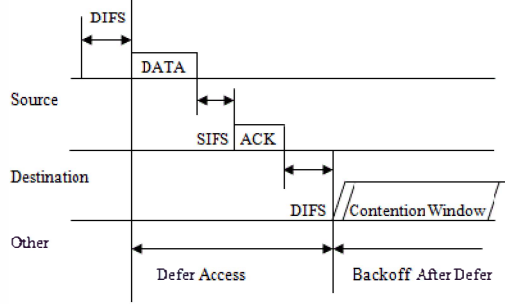 DIFS
DATA
Source
SIFS ACK
Destination
DIFS Contention Window
Other
Defer Access Backoff After Defer